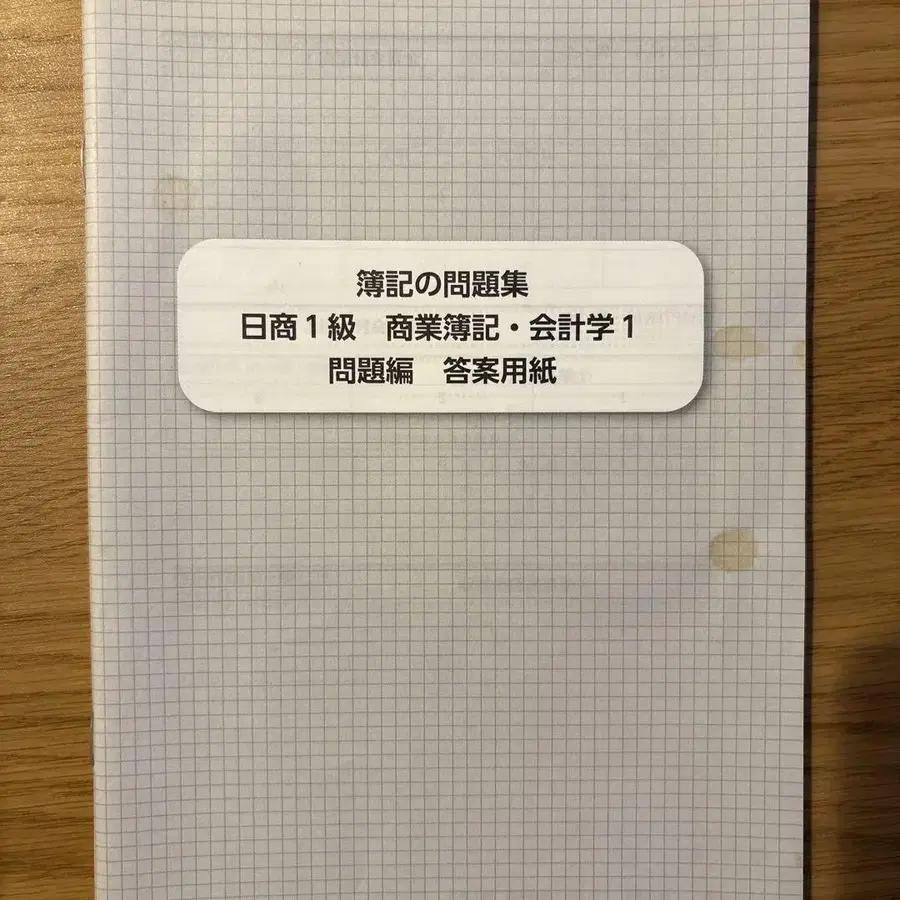 簿記の問題集
日商1級　商業簿記・会計学1
問題編　答案用紙